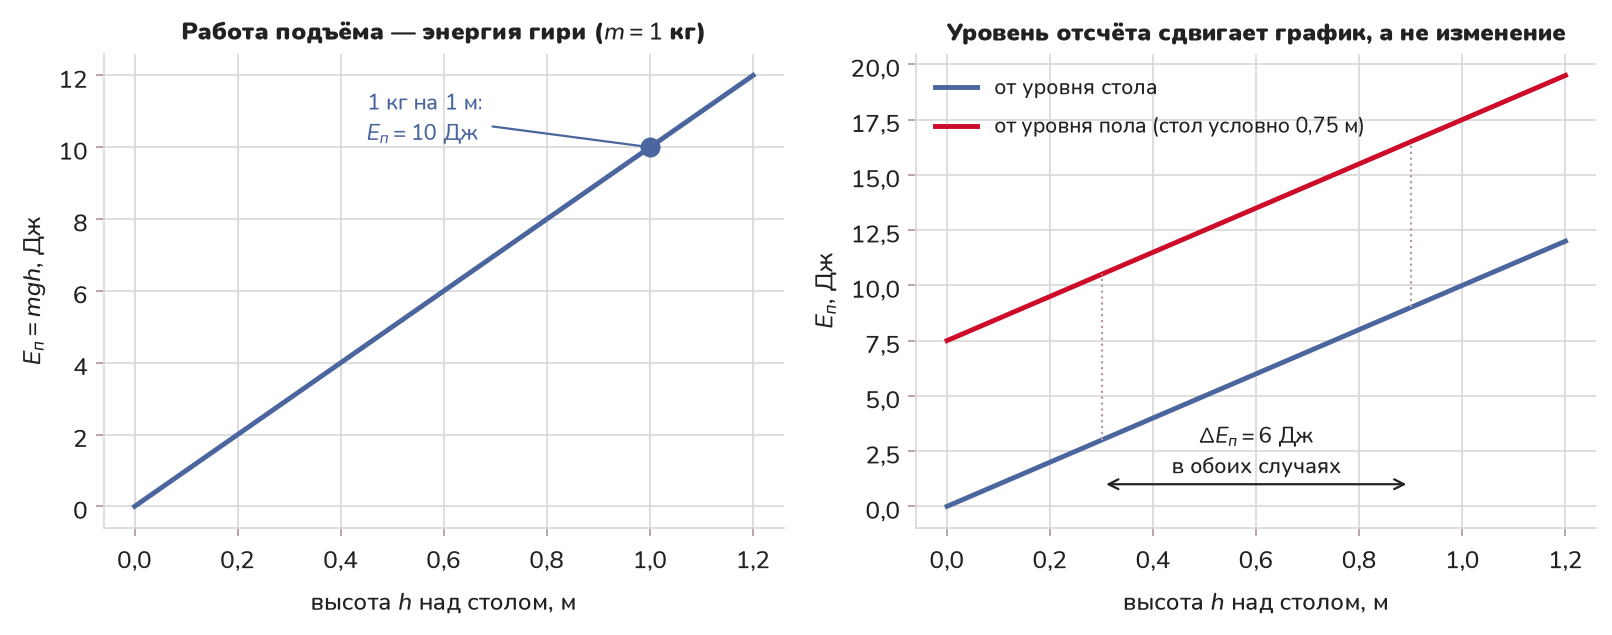 Работа подъёма — энергия гири (m = 1 кг)
12
10
8
6
4
2
0
Eп = mgh, Дж
1 кг на 1 м:
Eп = 10 Дж
0,0 0,2 0,4 0,6 0,8 1,0 1,2
высота h над столом, м
Уровень отсчёта сдвигает график, а не изменение
20,0
17,5
15,0
12,5
10,0
7,5
5,0
2,5
0,0
Eп, Дж
от уровня стола
от уровня пола (стол условно 0,75 м)
ΔEп = 6 Дж
в обоих случаях
0,0 0,2 0,4 0,6 0,8 1,0 1,2
высота h над столом, м